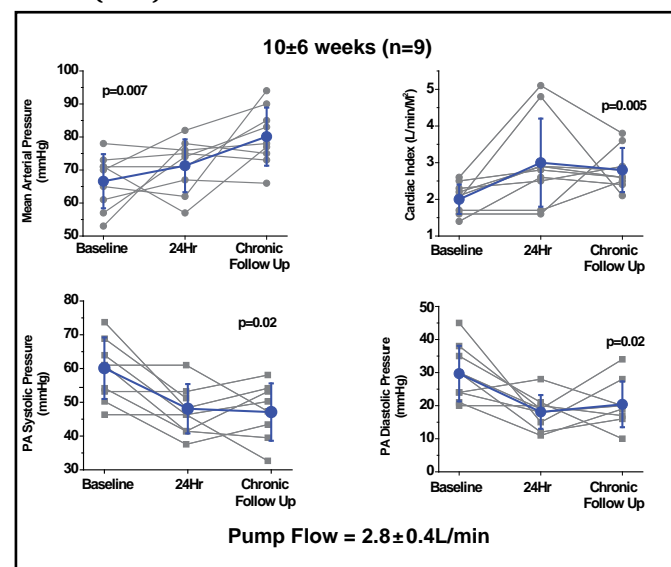 10±6 weeks (n=9)
Mean Arterial Pressure
(mmHg)
100
90
80
70
60
50
p=0.007
Baseline
24Hr
Chronic
Follow Up
Cardiac Index (L/min/M²)
5
4
3
2
1
p=0.005
Baseline
24Hr
Chronic
Follow Up
PA Systolic Pressure
(mmHg)
80
70
60
50
40
30
p=0.02
Baseline
24Hr
Chronic
Follow Up
PA Diastolic Pressure
(mmHg)
50
40
30
20
10
0
p=0.02
Baseline
24Hr
Chronic
Follow Up
Pump Flow = 2.8±0.4L/min